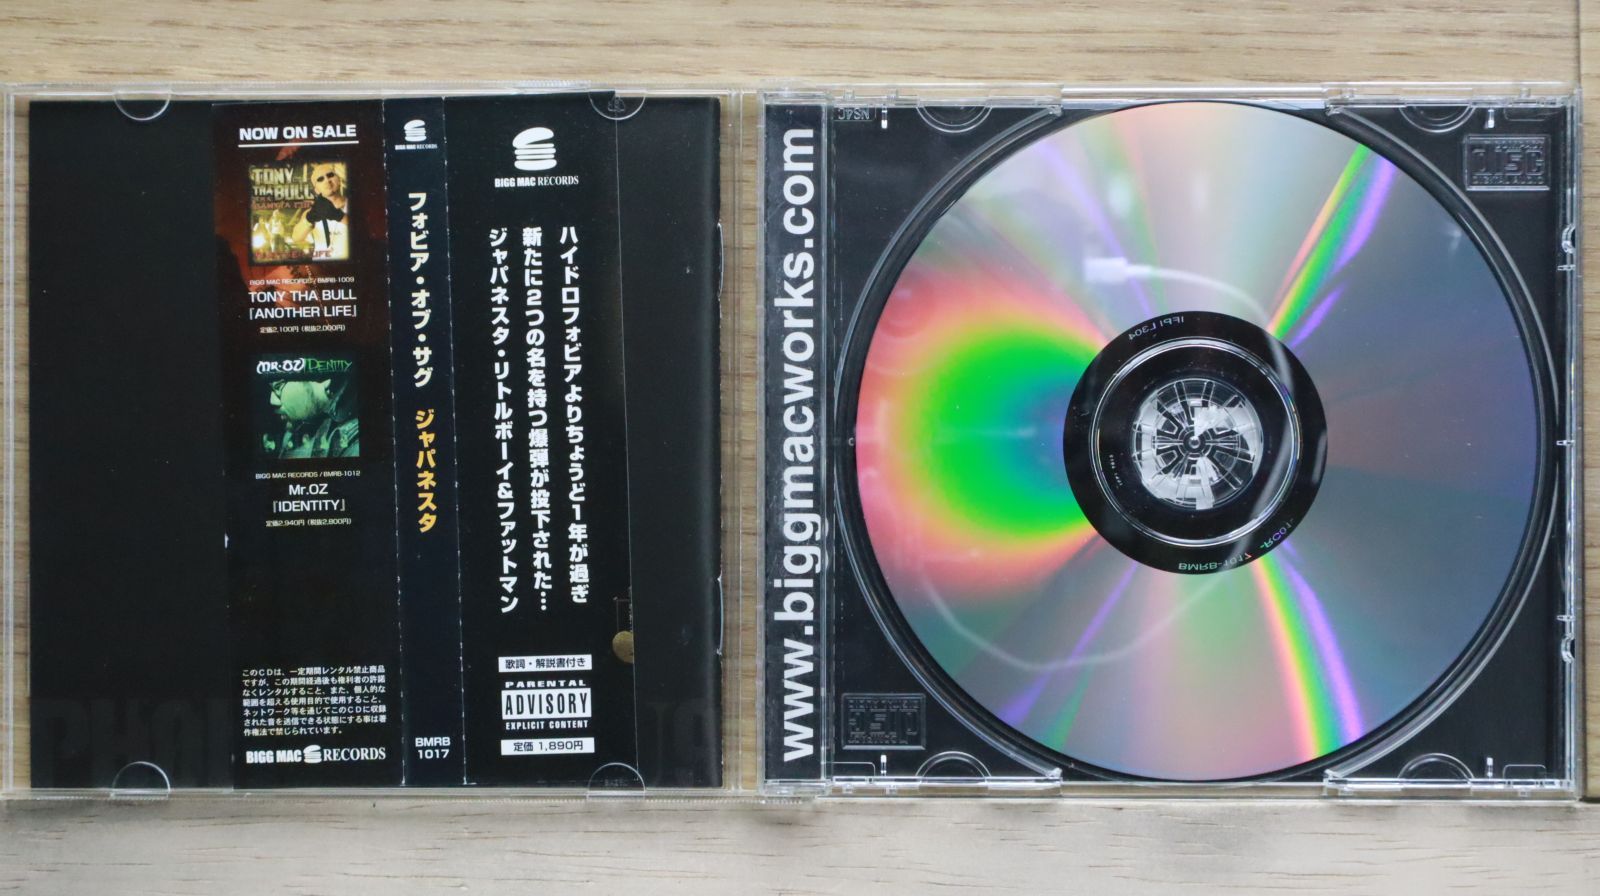 NOW ON SALE
TONY
THA
BULL
BIGG MAC RECORDS / BMRB-1009
TONY THA BULL
『ANOTHER LIFE』
定価2,100円（税抜2,000円）
Mr.OZ IDENTITY
BIGG MAC RECORDS / BMRB-1012
Mr.OZ
『IDENTITY』
定価2,940円（税抜2,800円）
このCDは、一定期間レンタル禁止商品
ですが、この期間経過後も権利者の許諾
なくレンタルすること、また、個人的な
範囲を超える使用目的で使用すること、
ネットワーク等を通じてこのCDに収録
された音を送信できる状態にする事は著
作権法で禁じられています。
BIGG MAC RECORDS
BIGG MAC RECORDS
フォビア・オブ・サグ ジャパネスタ
BMRB
1017
BIGG MAC RECORDS
ハイドロフォビアよりちょうど1年が過ぎ
新たに2つの名を持つ爆弾が投下された…
ジャパネスタ・リトルボーイ&ファットマン
歌詞・解説書付き
PARENTAL
ADVISORY
EXPLICIT CONTENT
定価 1,890円
www.biggmacworks.com
NS4C
COMPACT
DISC
DIGITAL AUDIO
IFPI L304
BMRB-1017 -RC01-